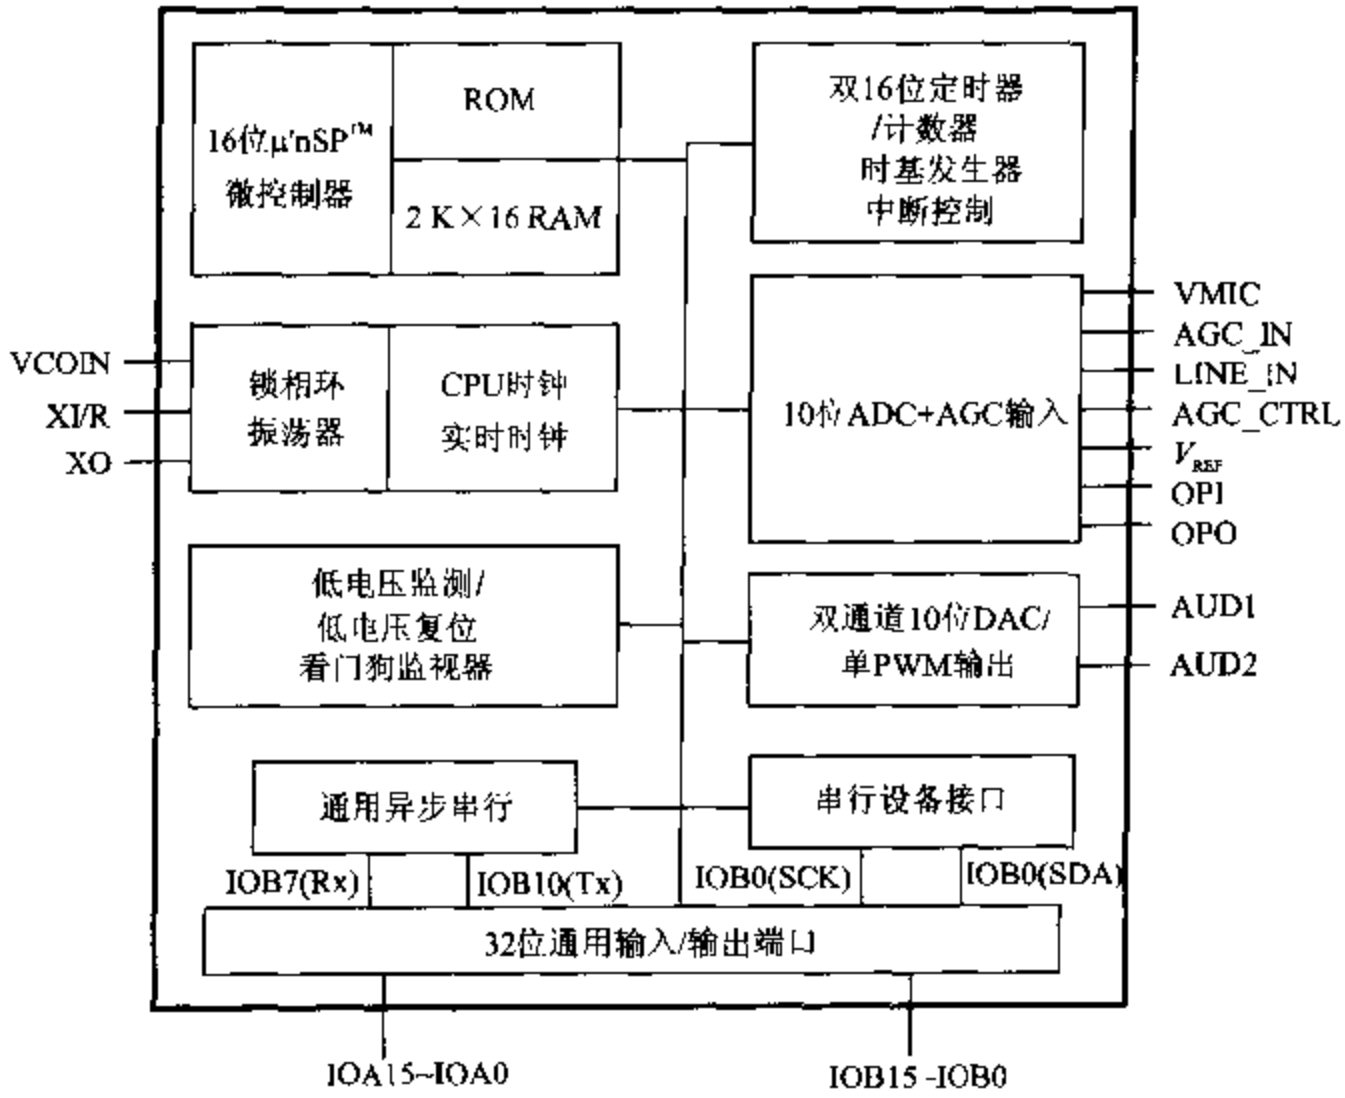 16位μ'nSP™
微控制器
ROM
2 K×16 RAM
双16位定时器
/计数器
时基发生器
中断控制
VCOIN
XI/R
XO
锁相环
振荡器
CPU时钟
实时时钟
10位ADC+AGC输入
VMIC
AGC_IN
LINE_IN
AGC_CTRL
VREF
OPI
OPO
低电压监测/
低电压复位
看门狗监视器
双通道10位DAC/
单PWM输出
AUD1
AUD2
通用异步串行
串行设备接口
IOB7(Rx)
IOB10(Tx)
IOB0(SCK)
IOB0(SDA)
32位通用输入/输出端口
IOA15~IOA0
IOB15-IOB0